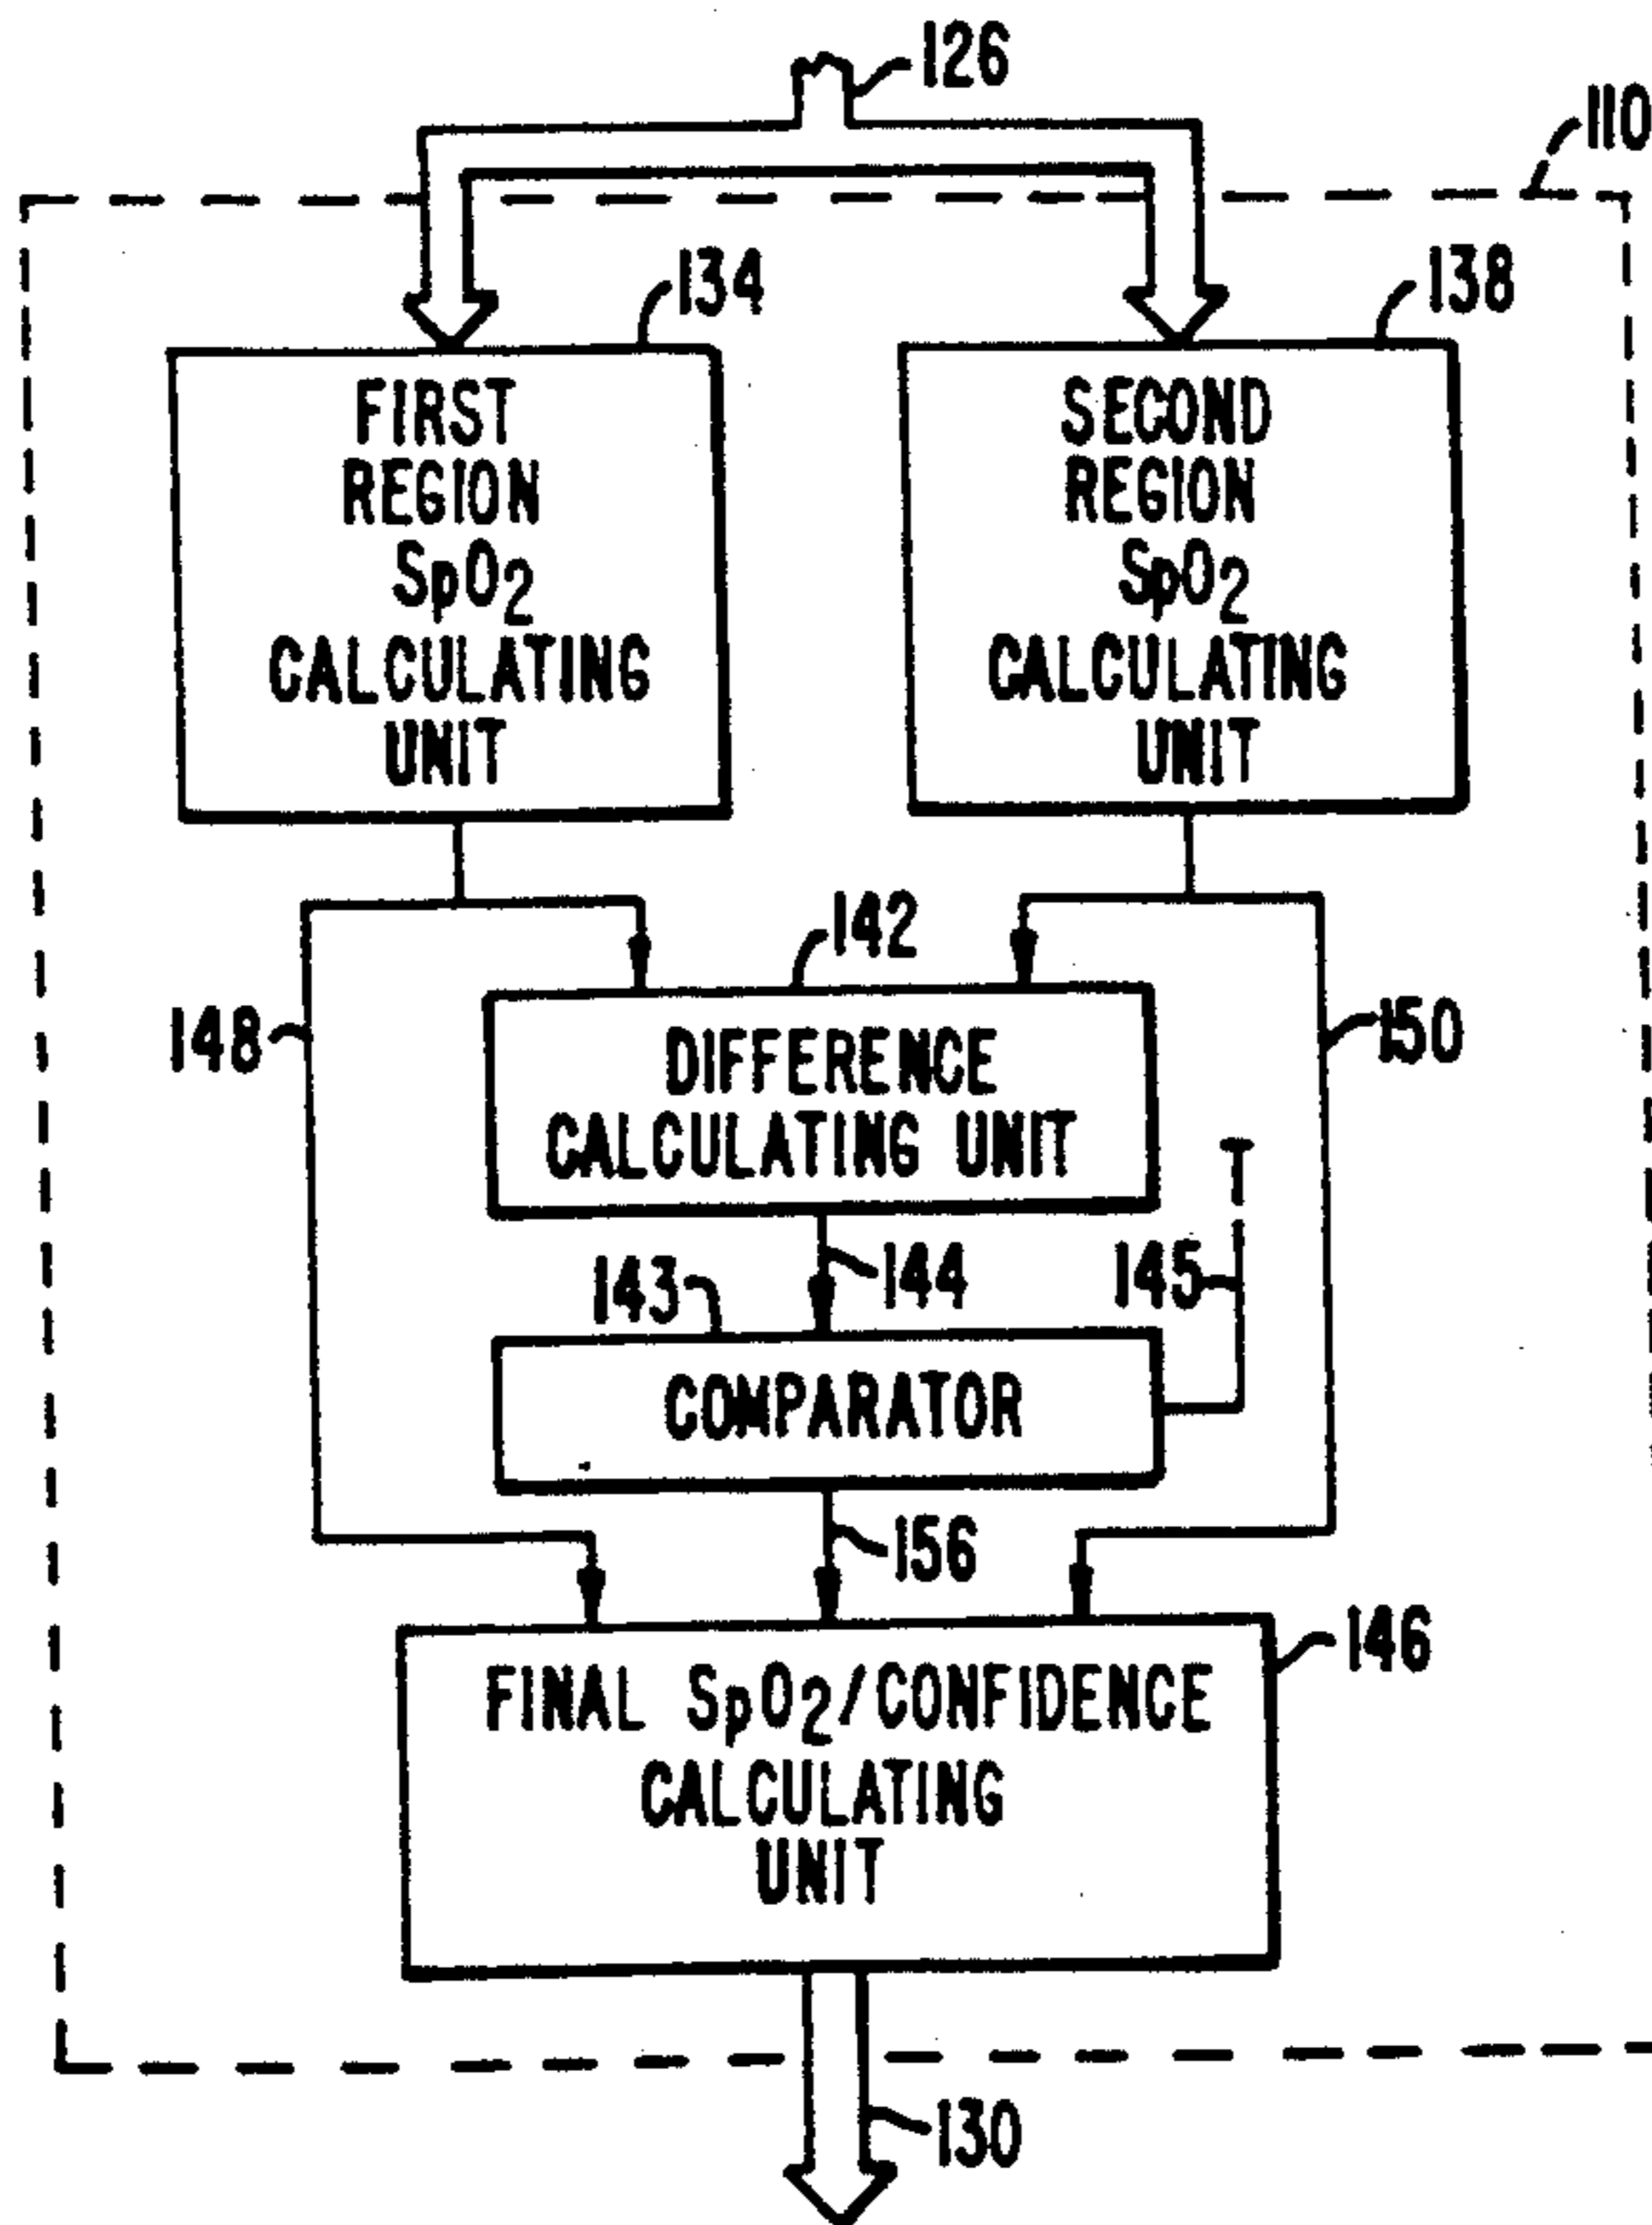 126
110
134
138
FIRST
REGION
SpO2
CALCULATING
UNIT
SECOND
REGION
SpO2
CALCULATING
UNIT
142
148
150
DIFFERENCE
CALCULATING UNIT
T
143
144
145
COMPARATOR
156
146
FINAL SpO2/CONFIDENCE
CALCULATING
UNIT
130